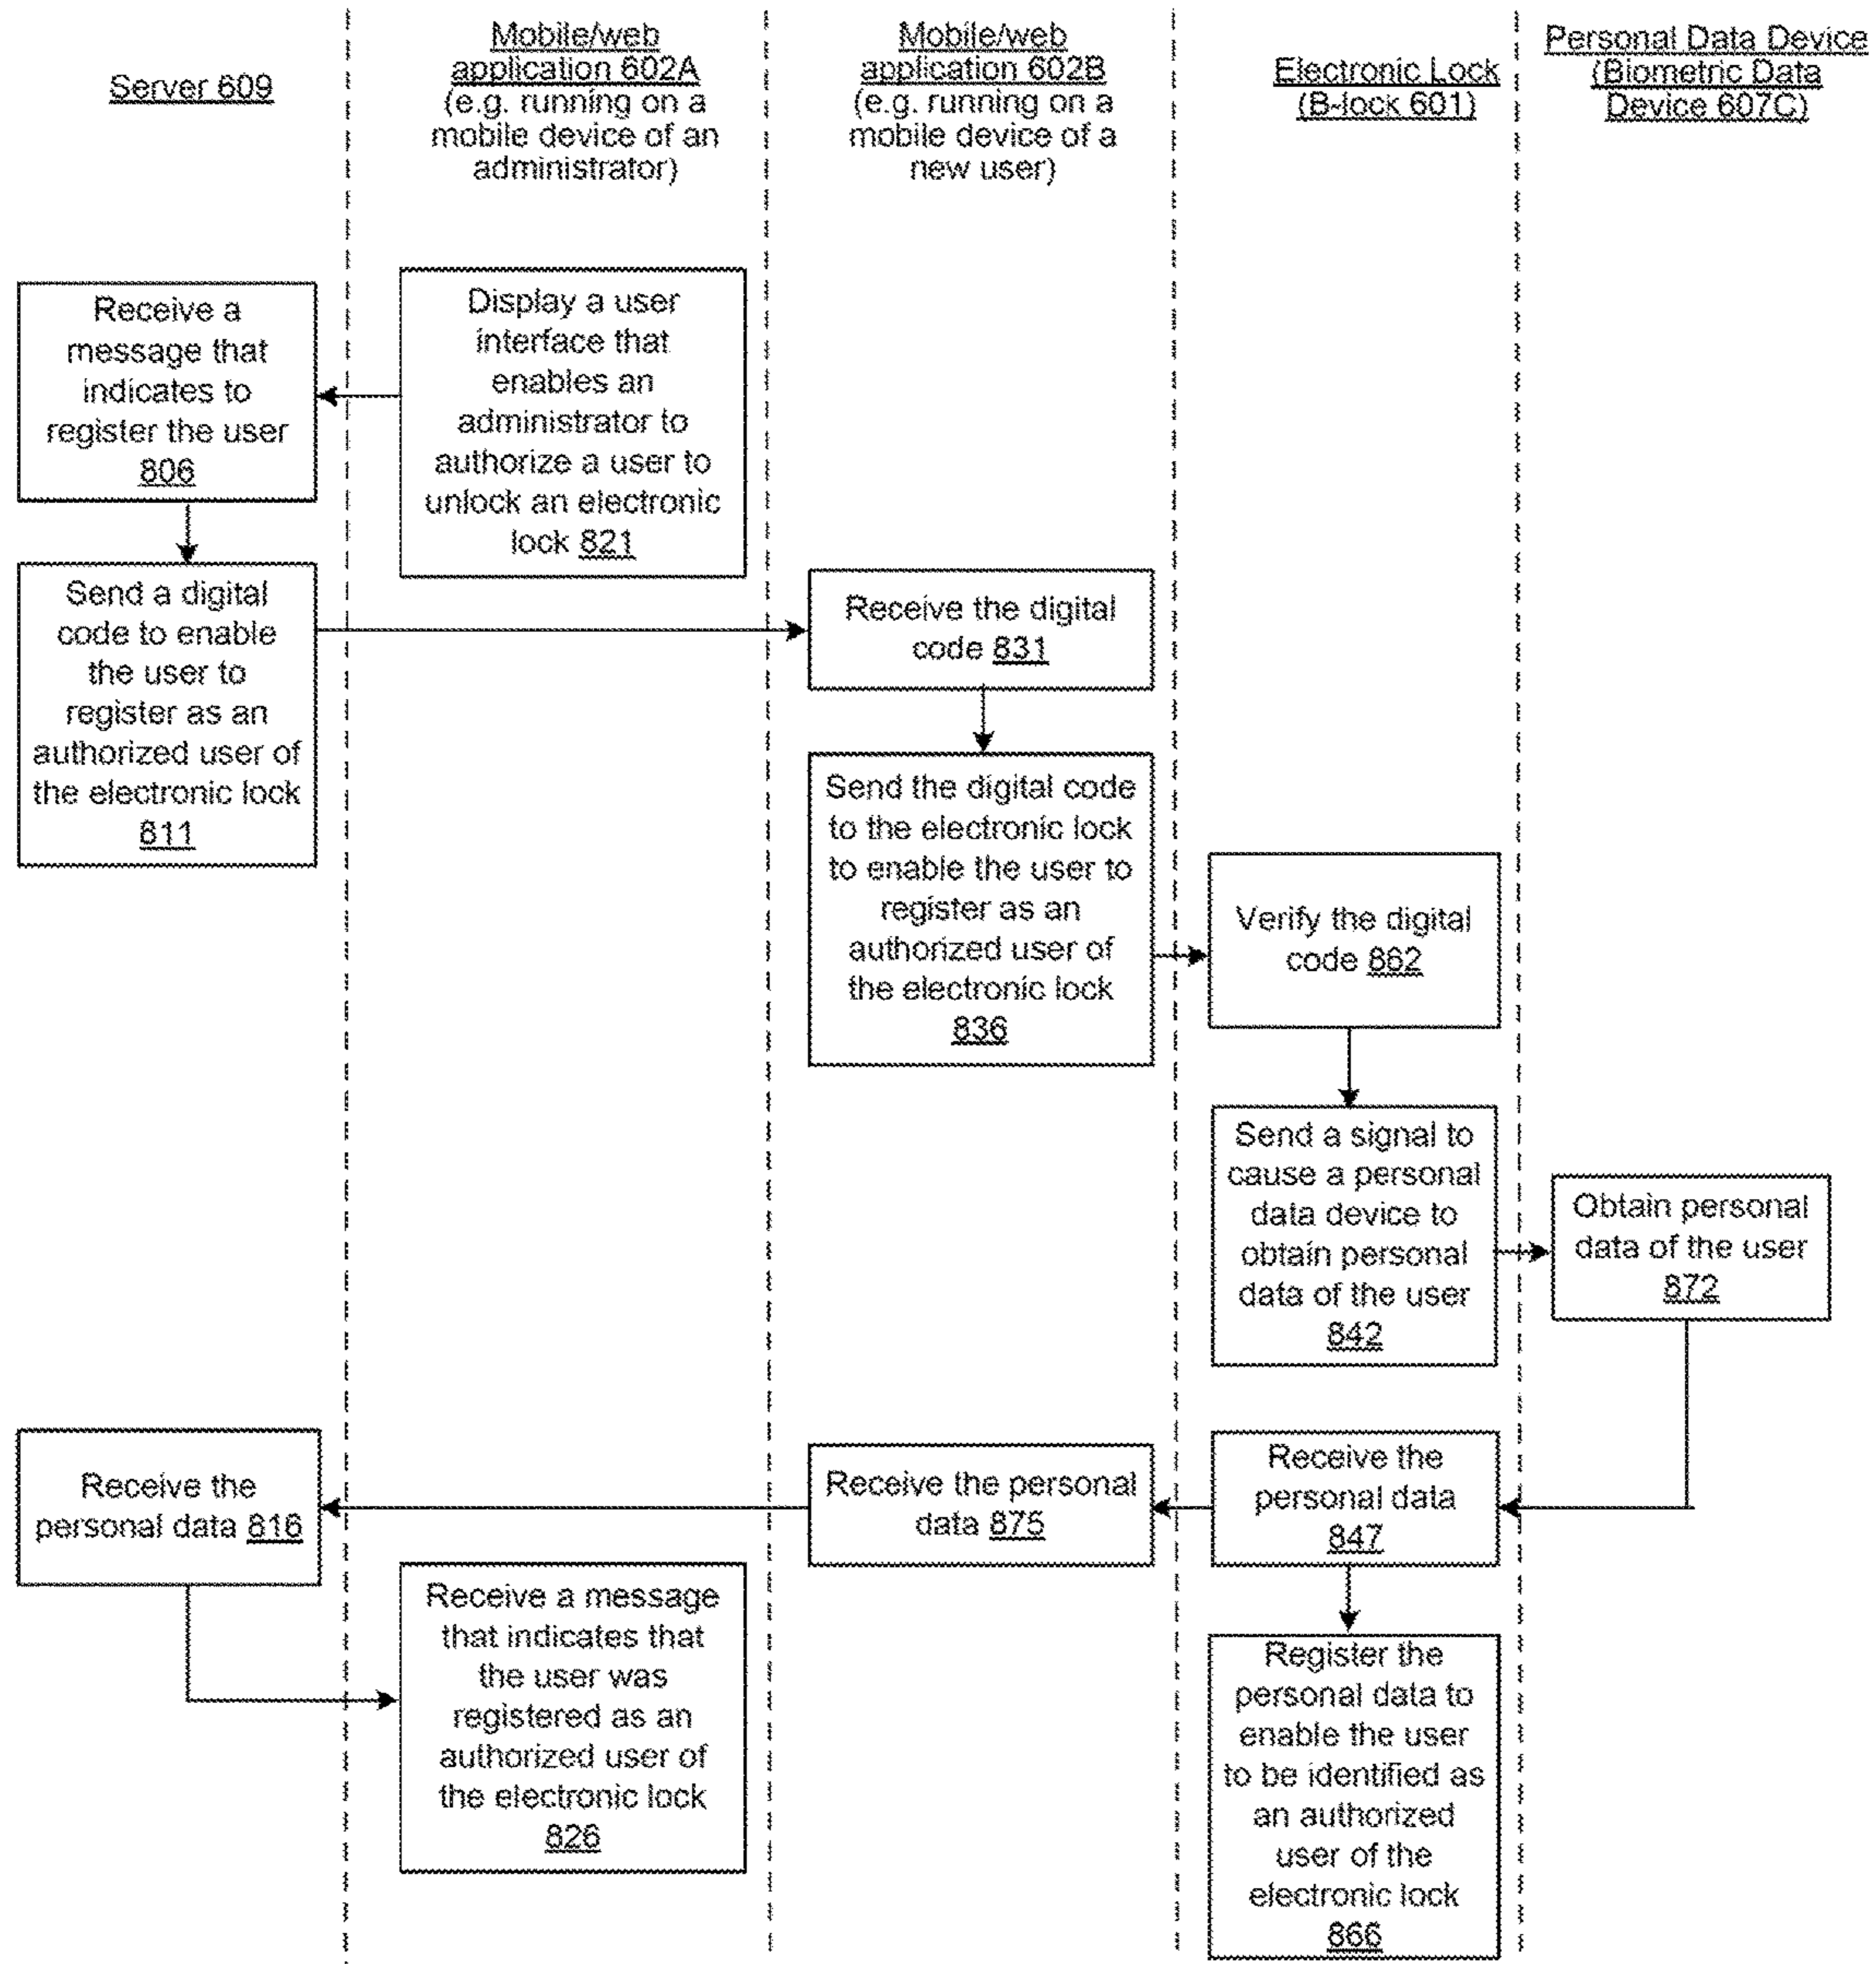 Server 609
Mobile/web
application 602A
(e.g. running on a
mobile device of an
administrator)
Mobile/web
application 602B
(e.g. running on a
mobile device of a
new user)
Electronic Lock
(B-lock 601)
Personal Data Device
(Biometric Data
Device 607C)
Receive a
message that
indicates to
register the user
806
Display a user
interface that
enables an
administrator to
authorize a user to
unlock an electronic
lock 821
Send a digital
code to enable
the user to
register as an
authorized user of
the electronic lock
811
Receive the digital
code 831
Send the digital code
to the electronic lock
to enable the user to
register as an
authorized user of
the electronic lock
836
Verify the digital
code 862
Send a signal to
cause a personal
data device to
obtain personal
data of the user
842
Obtain personal
data of the user
872
Receive the
personal data 816
Receive the personal
data 875
Receive the
personal data
847
Receive a message
that indicates that
the user was
registered as an
authorized user of
the electronic lock
826
Register the
personal data to
enable the user
to be identified as
an authorized
user of the
electronic lock
866